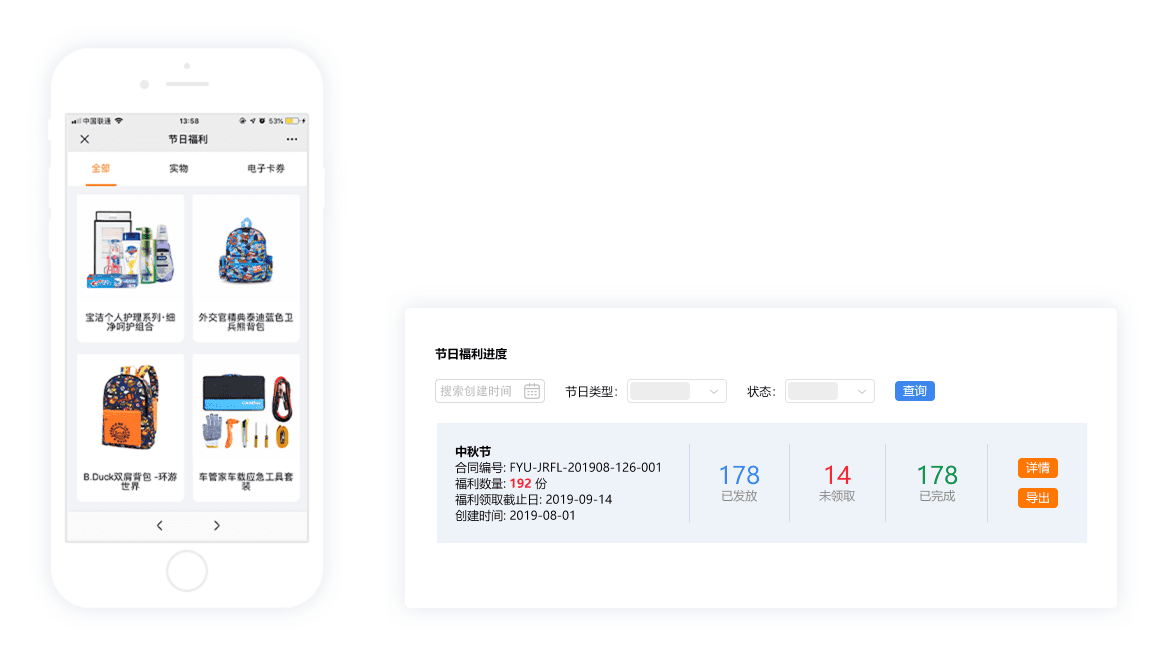 中国联通
13:58
53%
节日福利
全部
实物
电子卡券
宝洁个人护理系列·细
净呵护组合
外交官精典泰迪蓝色卫
兵熊背包
B.Duck双肩背包 -环游
世界
车管家车载应急工具套
装
节日福利进度
搜索创建时间
节日类型:
状态:
查询
中秋节
合同编号: FYU-JRFL-201908-126-001
福利数量: 192 份
福利领取截止日: 2019-09-14
创建时间: 2019-08-01
178
已发放
14
未领取
178
已完成
详情
导出